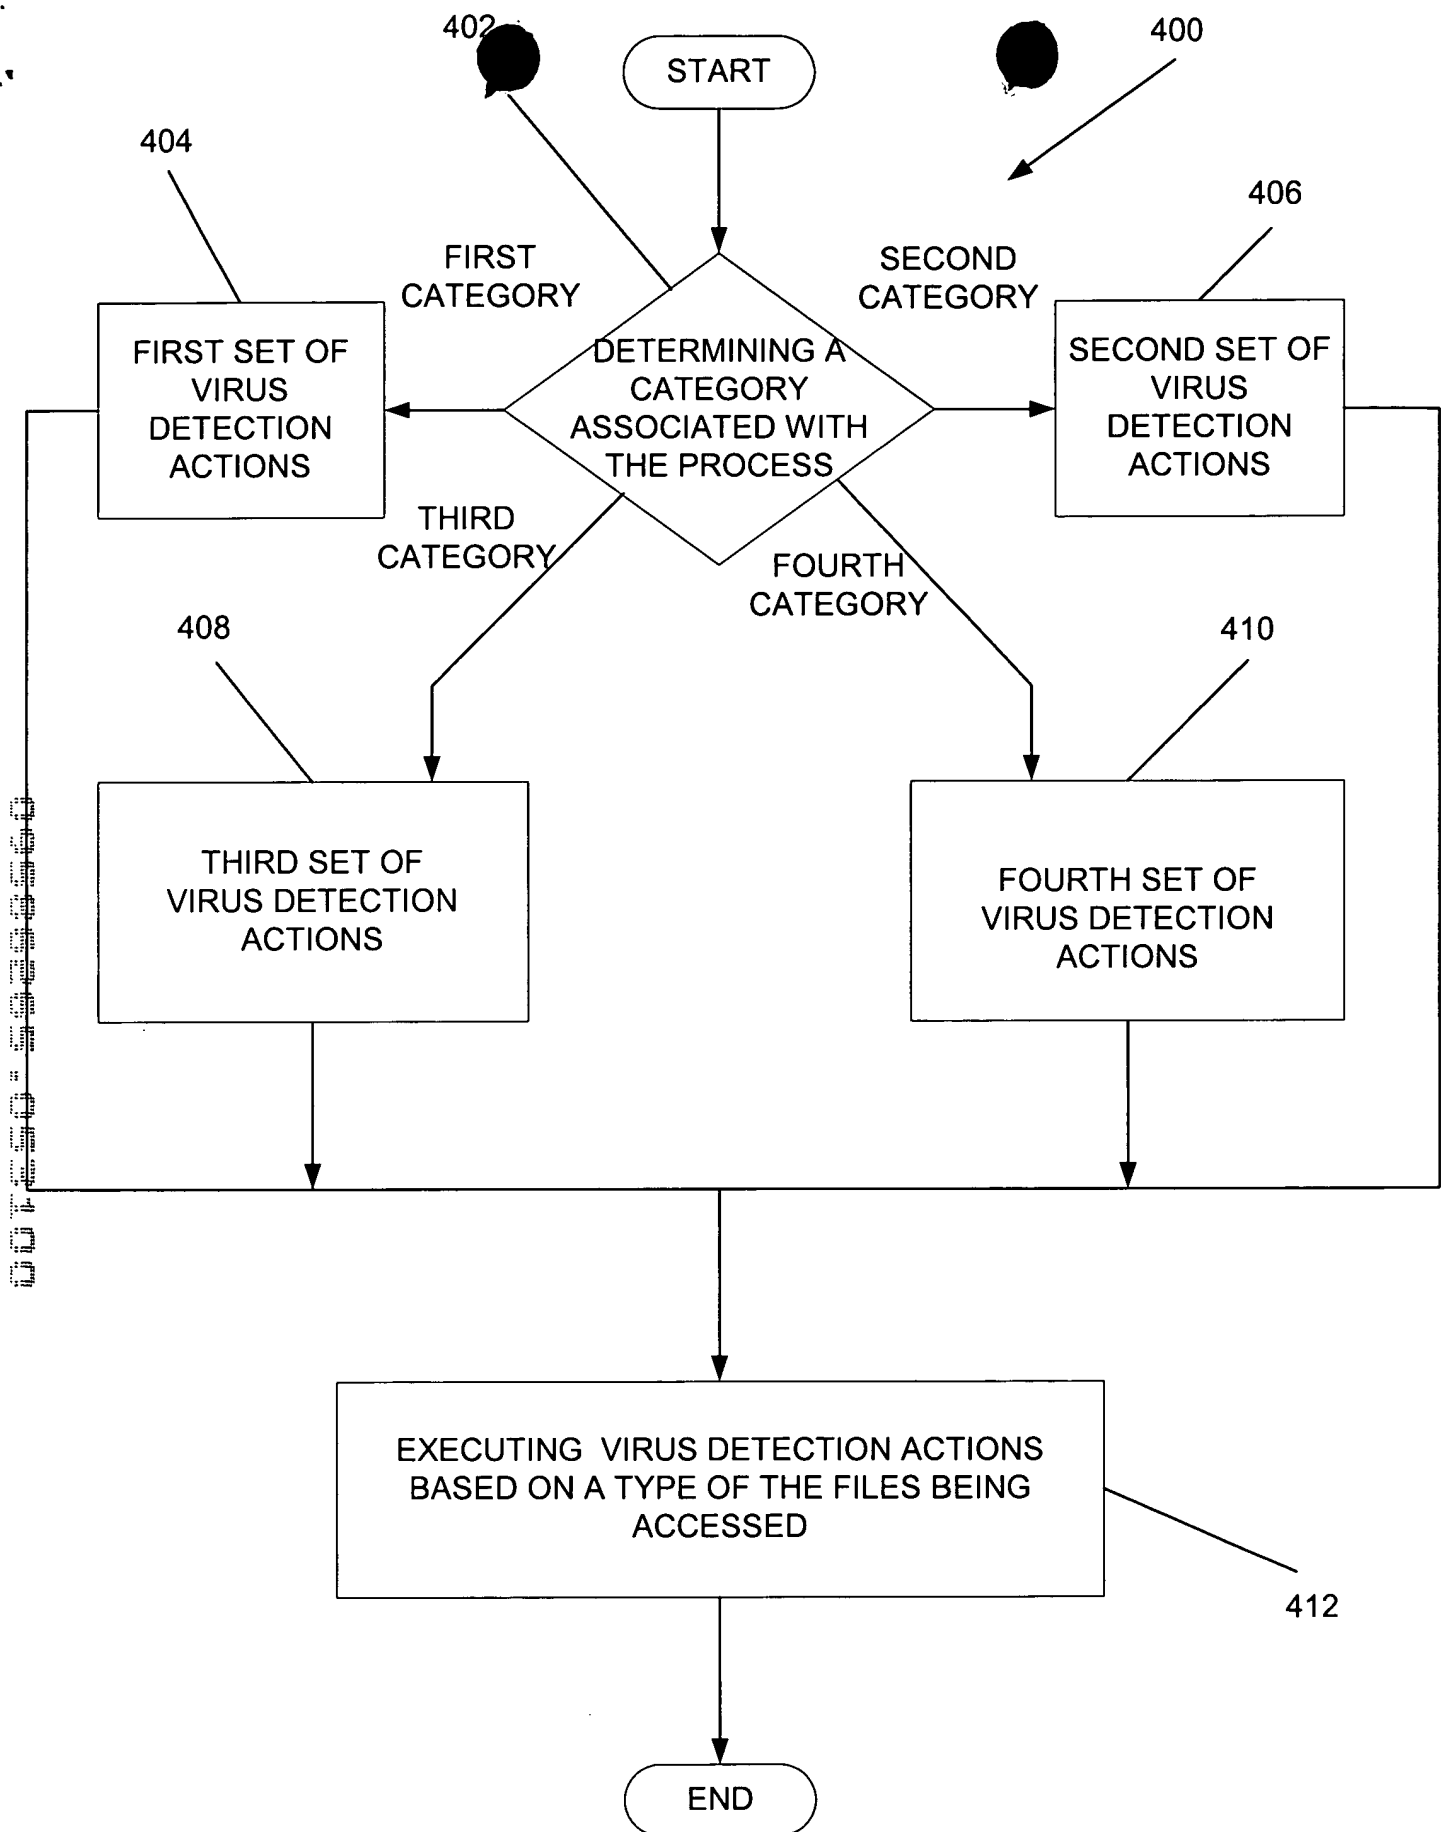 402
START
400
404
406
FIRST
CATEGORY
SECOND
CATEGORY
FIRST SET OF
VIRUS
DETECTION
ACTIONS
DETERMINING A
CATEGORY
ASSOCIATED WITH
THE PROCESS
SECOND SET OF
VIRUS
DETECTION
ACTIONS
THIRD
CATEGORY
FOURTH
CATEGORY
408
410
THIRD SET OF
VIRUS DETECTION
ACTIONS
FOURTH SET OF
VIRUS DETECTION
ACTIONS
EXECUTING VIRUS DETECTION ACTIONS
BASED ON A TYPE OF THE FILES BEING
ACCESSED
412
END